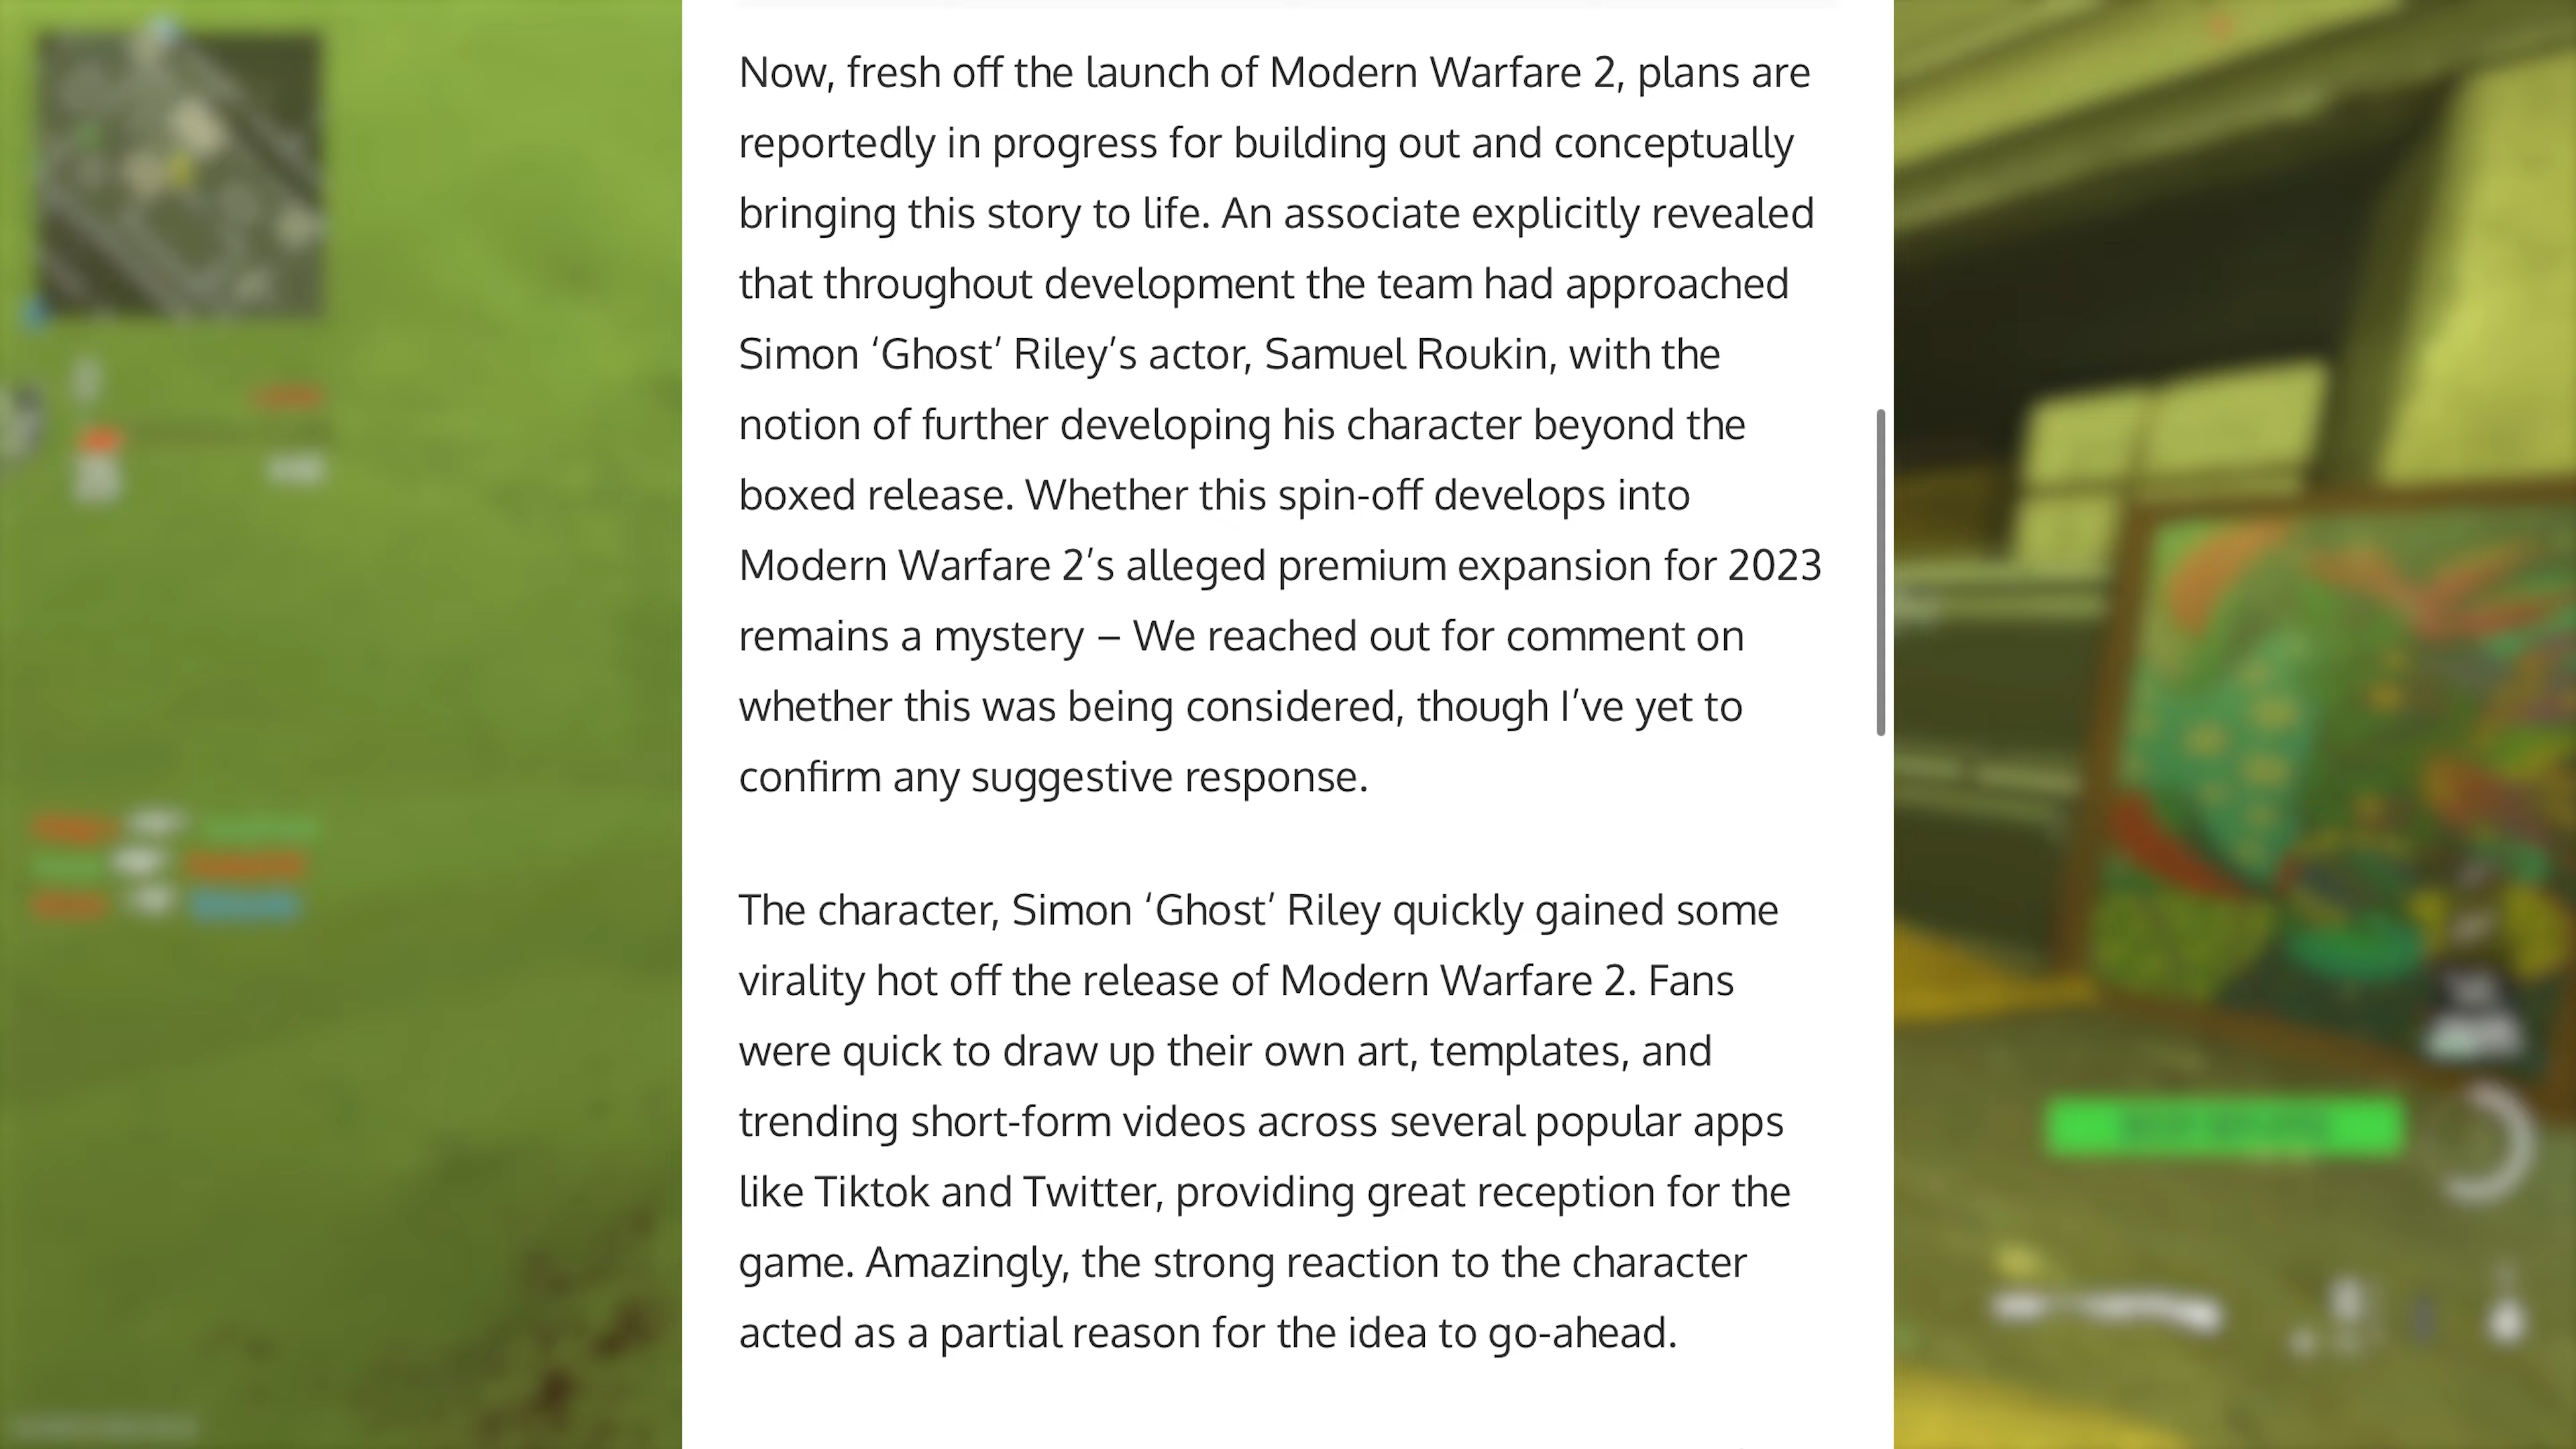 Now, fresh off the launch of Modern Warfare 2, plans are
reportedly in progress for building out and conceptually
bringing this story to life. An associate explicitly revealed
that throughout development the team had approached
Simon ‘Ghost’ Riley’s actor, Samuel Roukin, with the
notion of further developing his character beyond the
boxed release. Whether this spin-off develops into
Modern Warfare 2’s alleged premium expansion for 2023
remains a mystery – We reached out for comment on
whether this was being considered, though I’ve yet to
confirm any suggestive response.
The character, Simon ‘Ghost’ Riley quickly gained some
virality hot off the release of Modern Warfare 2. Fans
were quick to draw up their own art, templates, and
trending short-form videos across several popular apps
like Tiktok and Twitter, providing great reception for the
game. Amazingly, the strong reaction to the character
acted as a partial reason for the idea to go-ahead.